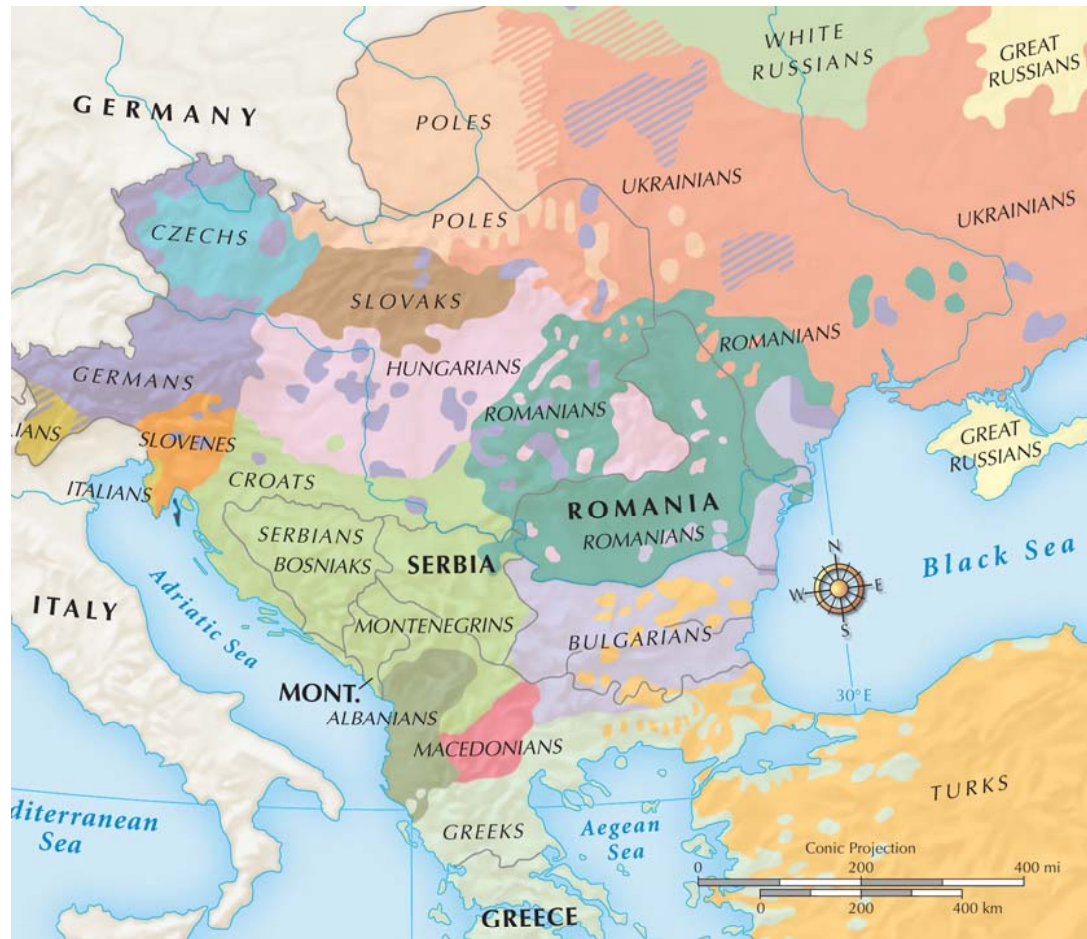 WHITE
RUSSIANS
GREAT
RUSSIANS
GERMANY
POLES
UKRAINIANS
POLES
UKRAINIANS
CZECHS
SLOVAKS
ROMANIANS
HUNGARIANS
GERMANS
ROMANIANS
LIANS
SLOVENES
GREAT
RUSSIANS
CROATS
ITALIANS
ROMANIA
SERBIANS
ROMANIANS
BOSNIAKS
SERBIA
Black Sea
N
W
E
S
ITALY
Adriatic Sea
MONTENEGRINS
BULGARIANS
MONT.
30° E
ALBANIANS
MACEDONIANS
TURKS
diterranean
Sea
GREEKS
Aegean
Sea
Conic Projection
0 200 400 mi
0 200 400 km
GREECE